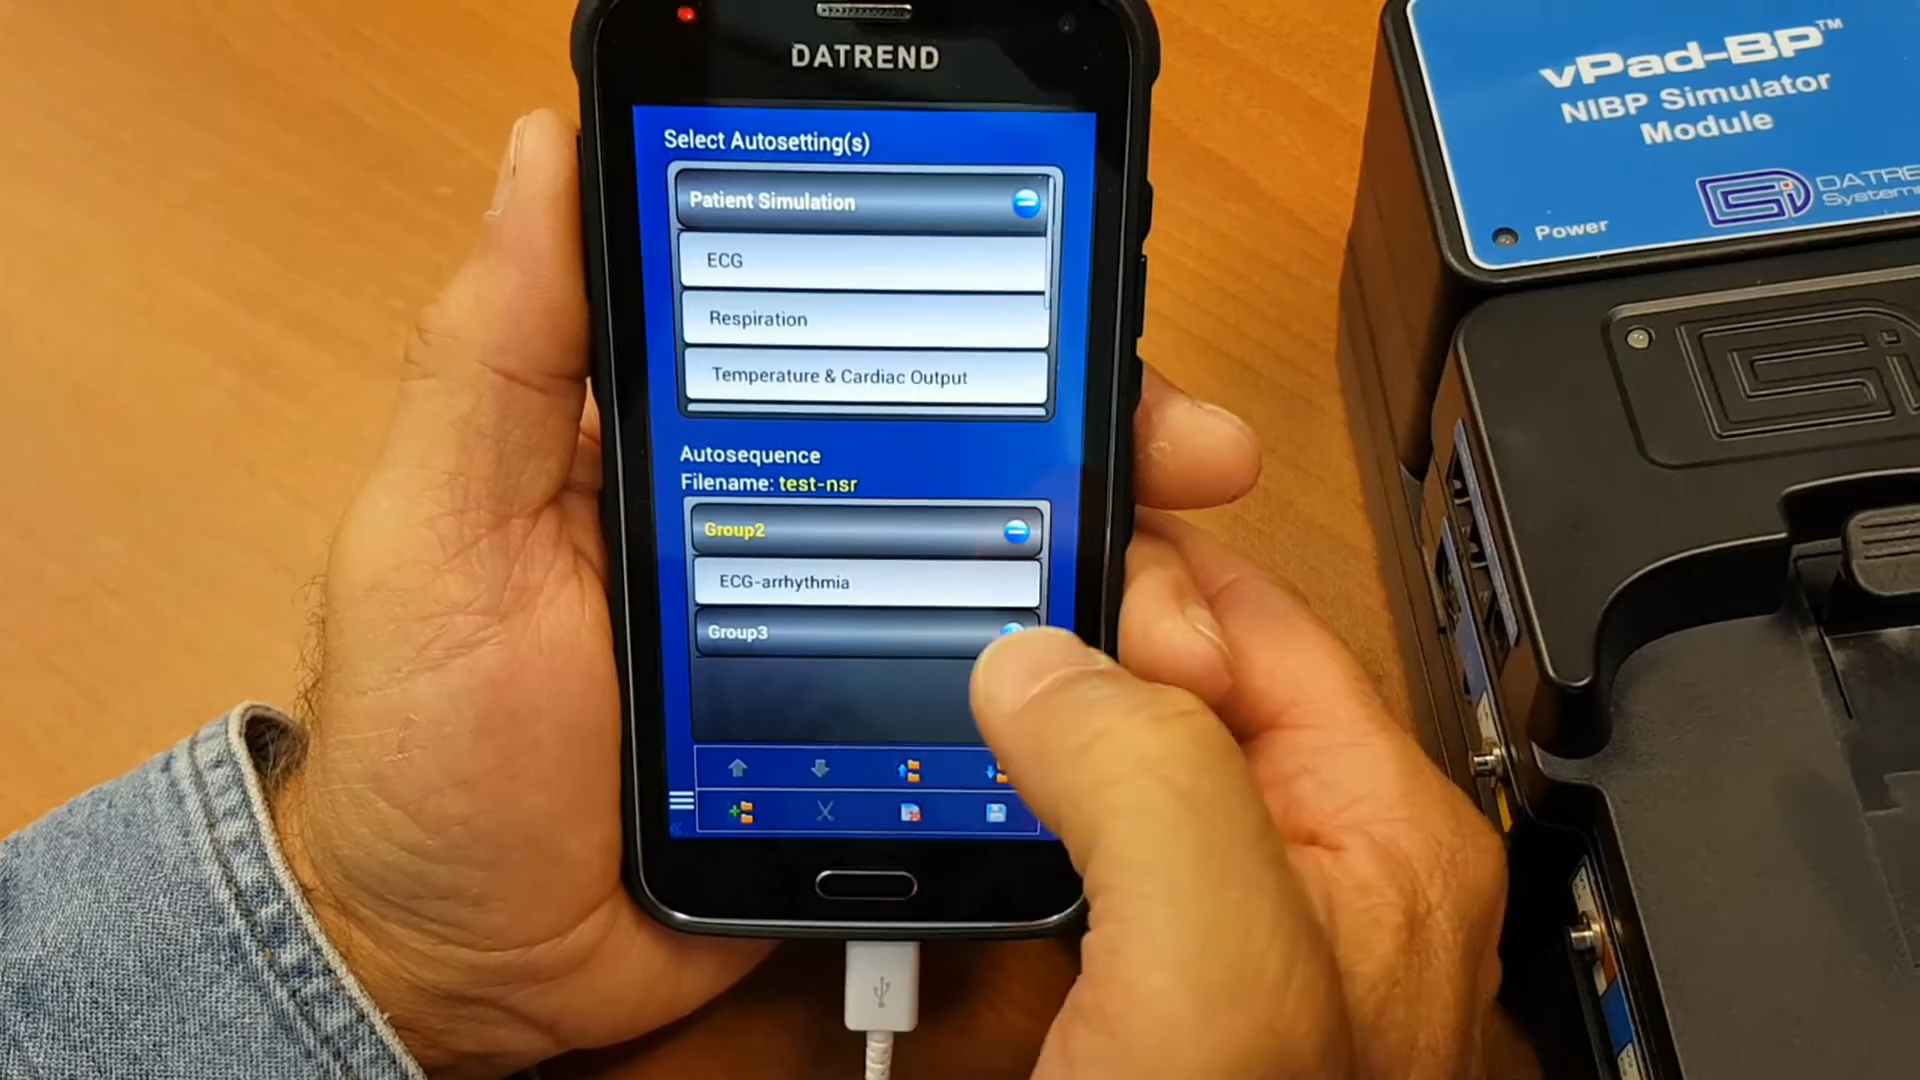 DATREND
Select Autosetting(s)
Patient Simulation
ECG
Respiration
Temperature & Cardiac Output
Autosequence
Filename: test-nsr
Group2
ECG-arrhythmia
Group3
vPad-BP™
NIBP Simulator
Module
Power
Systems